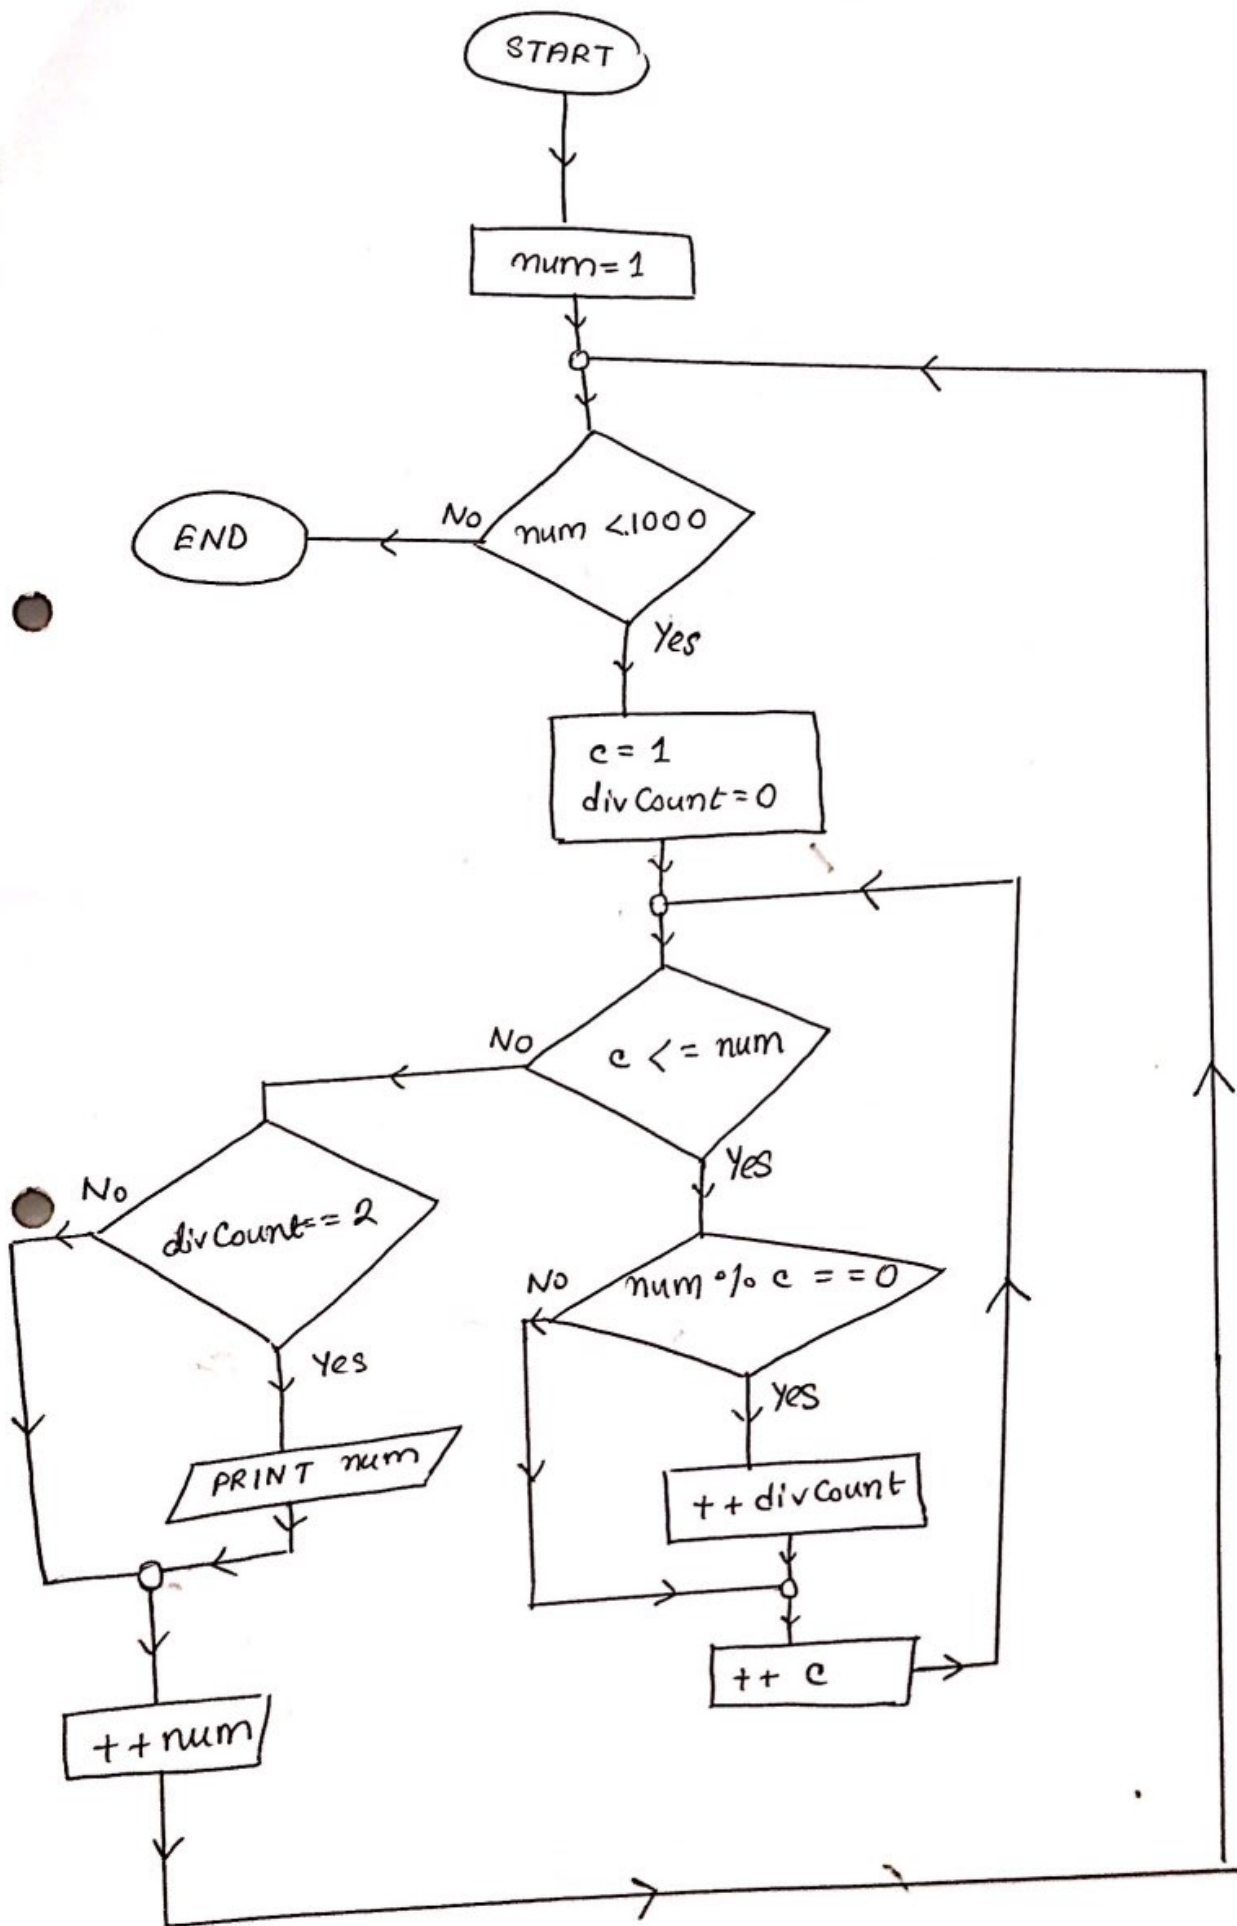 START
num=1
num <1000
No
END
Yes
c = 1
divCount=0
c <= num
No
Yes
divCount==2
No
Yes
PRINT num
num % c ==0
No
Yes
++divCount
++ c
++num